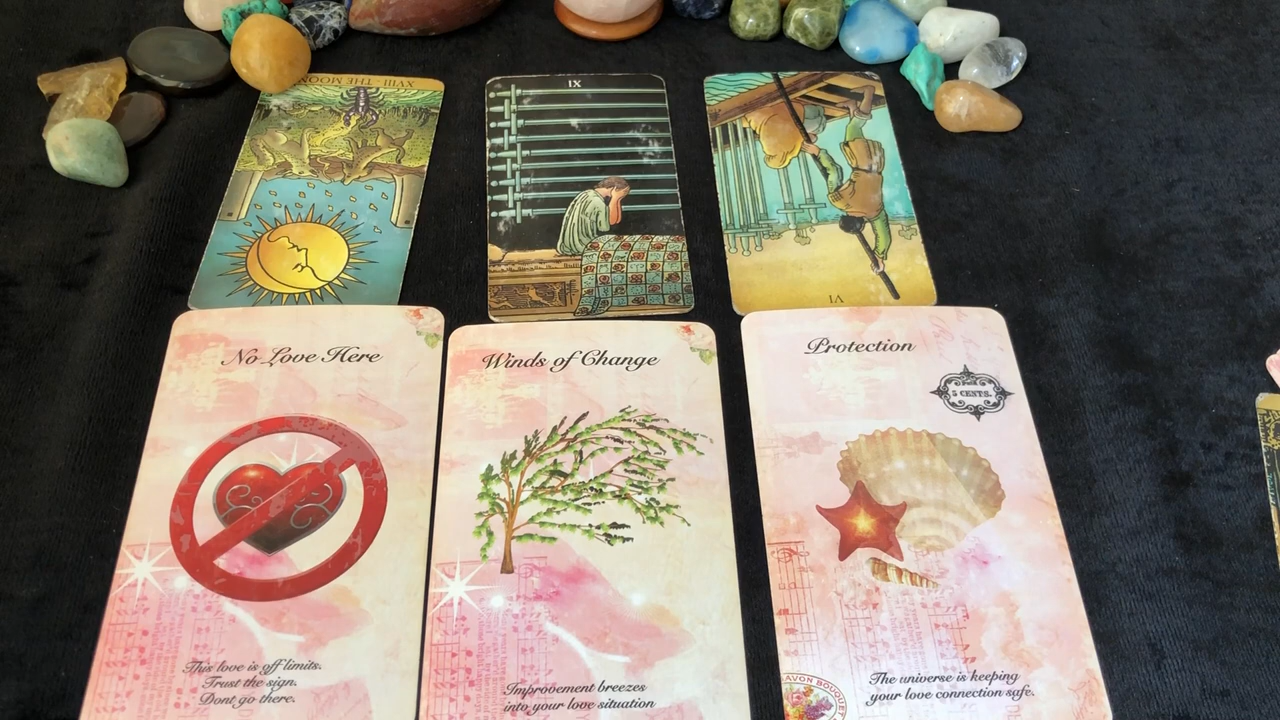 XVIII · THE MOON
IX
VI
No Love Here
This love is off limits.
Trust the sign.
Dont go there.
Winds of Change
Improvement breezes
into your love situation
Protection
5 CENTS.
The universe is keeping
your love connection safe.
SAVON BOUQUET